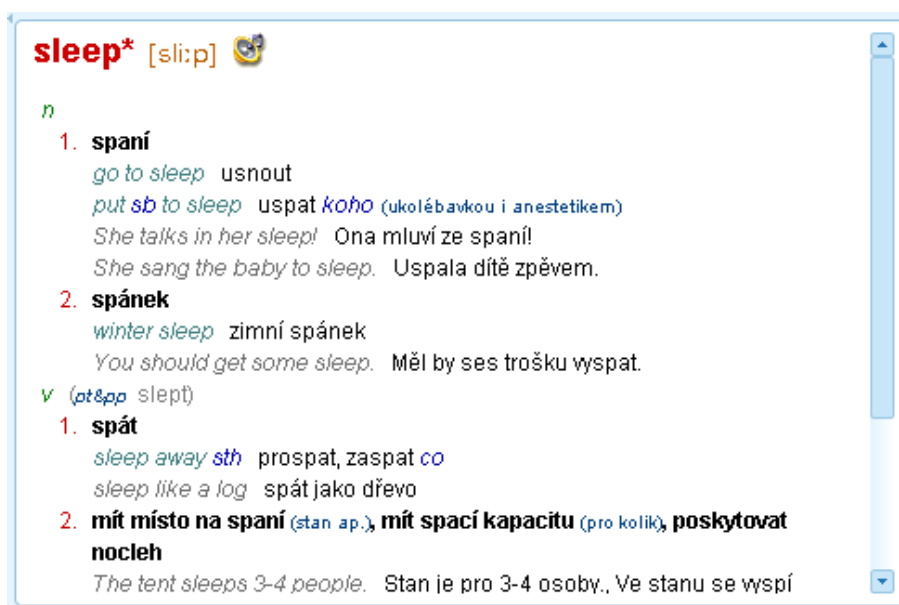 sleep* [sli:p]
n
1. spaní
go to sleep usnout
put sb to sleep uspat koho (ukolébavkou i anestetikem)
She talks in her sleep! Ona mluví ze spaní!
She sang the baby to sleep. Uspala dítě zpěvem.
2. spánek
winter sleep zimní spánek
You should get some sleep. Měl by ses trošku vyspat.
v (pt&pp slept)
1. spát
sleep away sth prospat, zaspat co
sleep like a log spát jako dřevo
2. mít místo na spaní (stan ap.), mít spací kapacitu (pro kolik), poskytovat
nocleh
The tent sleeps 3-4 people. Stan je pro 3-4 osoby., Ve stanu se vyspí